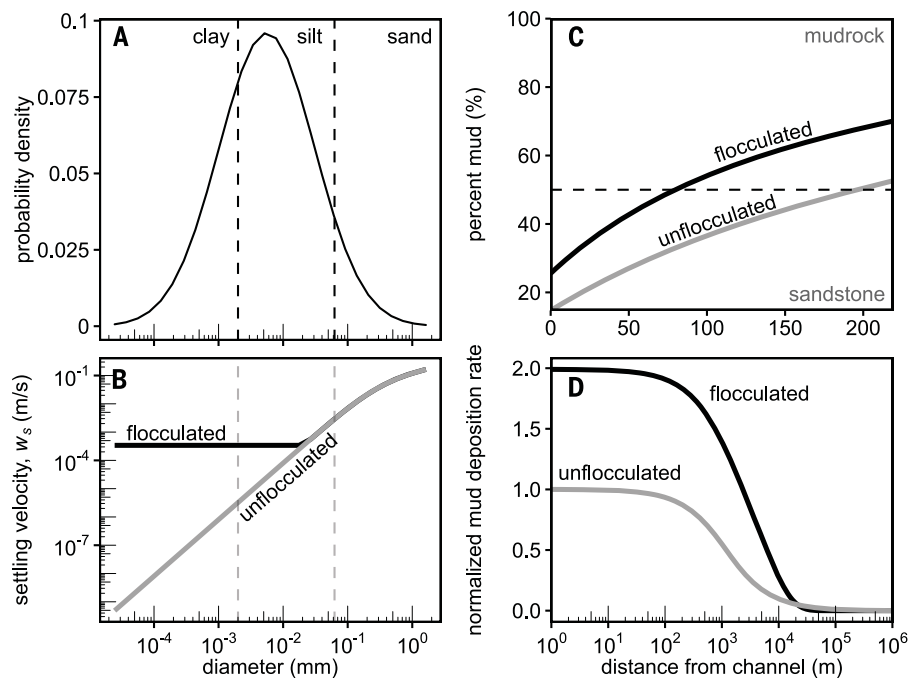 A
clay
silt
sand
0.1
0.075
0.05
0.025
0
probability density
B
flocculated
unflocculated
10⁻¹
10⁻⁴
10⁻⁷
settling velocity, wₛ (m/s)
10⁻⁴
10⁻³
10⁻²
10⁻¹
10⁰
diameter (mm)
C
mudrock
flocculated
unflocculated
sandstone
100
80
60
40
20
percent mud (%)
0
50
100
150
200
D
flocculated
unflocculated
2.0
1.5
1.0
0.5
0.0
normalized mud deposition rate
10⁰
10¹
10²
10³
10⁴
10⁵
10⁶
distance from channel (m)